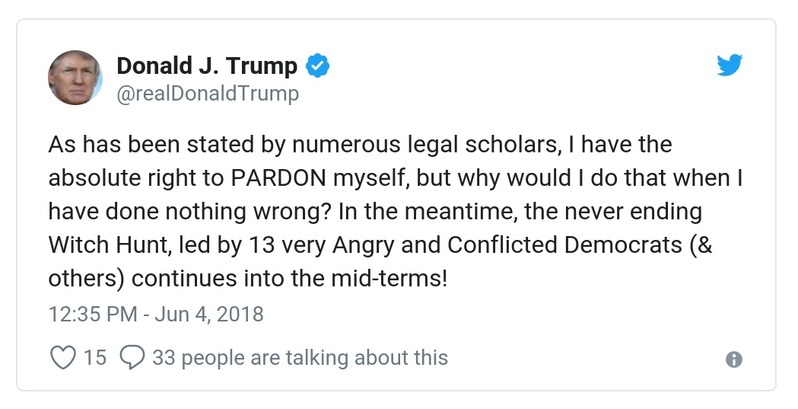 Donald J. Trump
@realDonaldTrump
As has been stated by numerous legal scholars, I have the
absolute right to PARDON myself, but why would I do that when I
have done nothing wrong? In the meantime, the never ending
Witch Hunt, led by 13 very Angry and Conflicted Democrats (&
others) continues into the mid-terms!
12:35 PM - Jun 4, 2018
15 33 people are talking about this